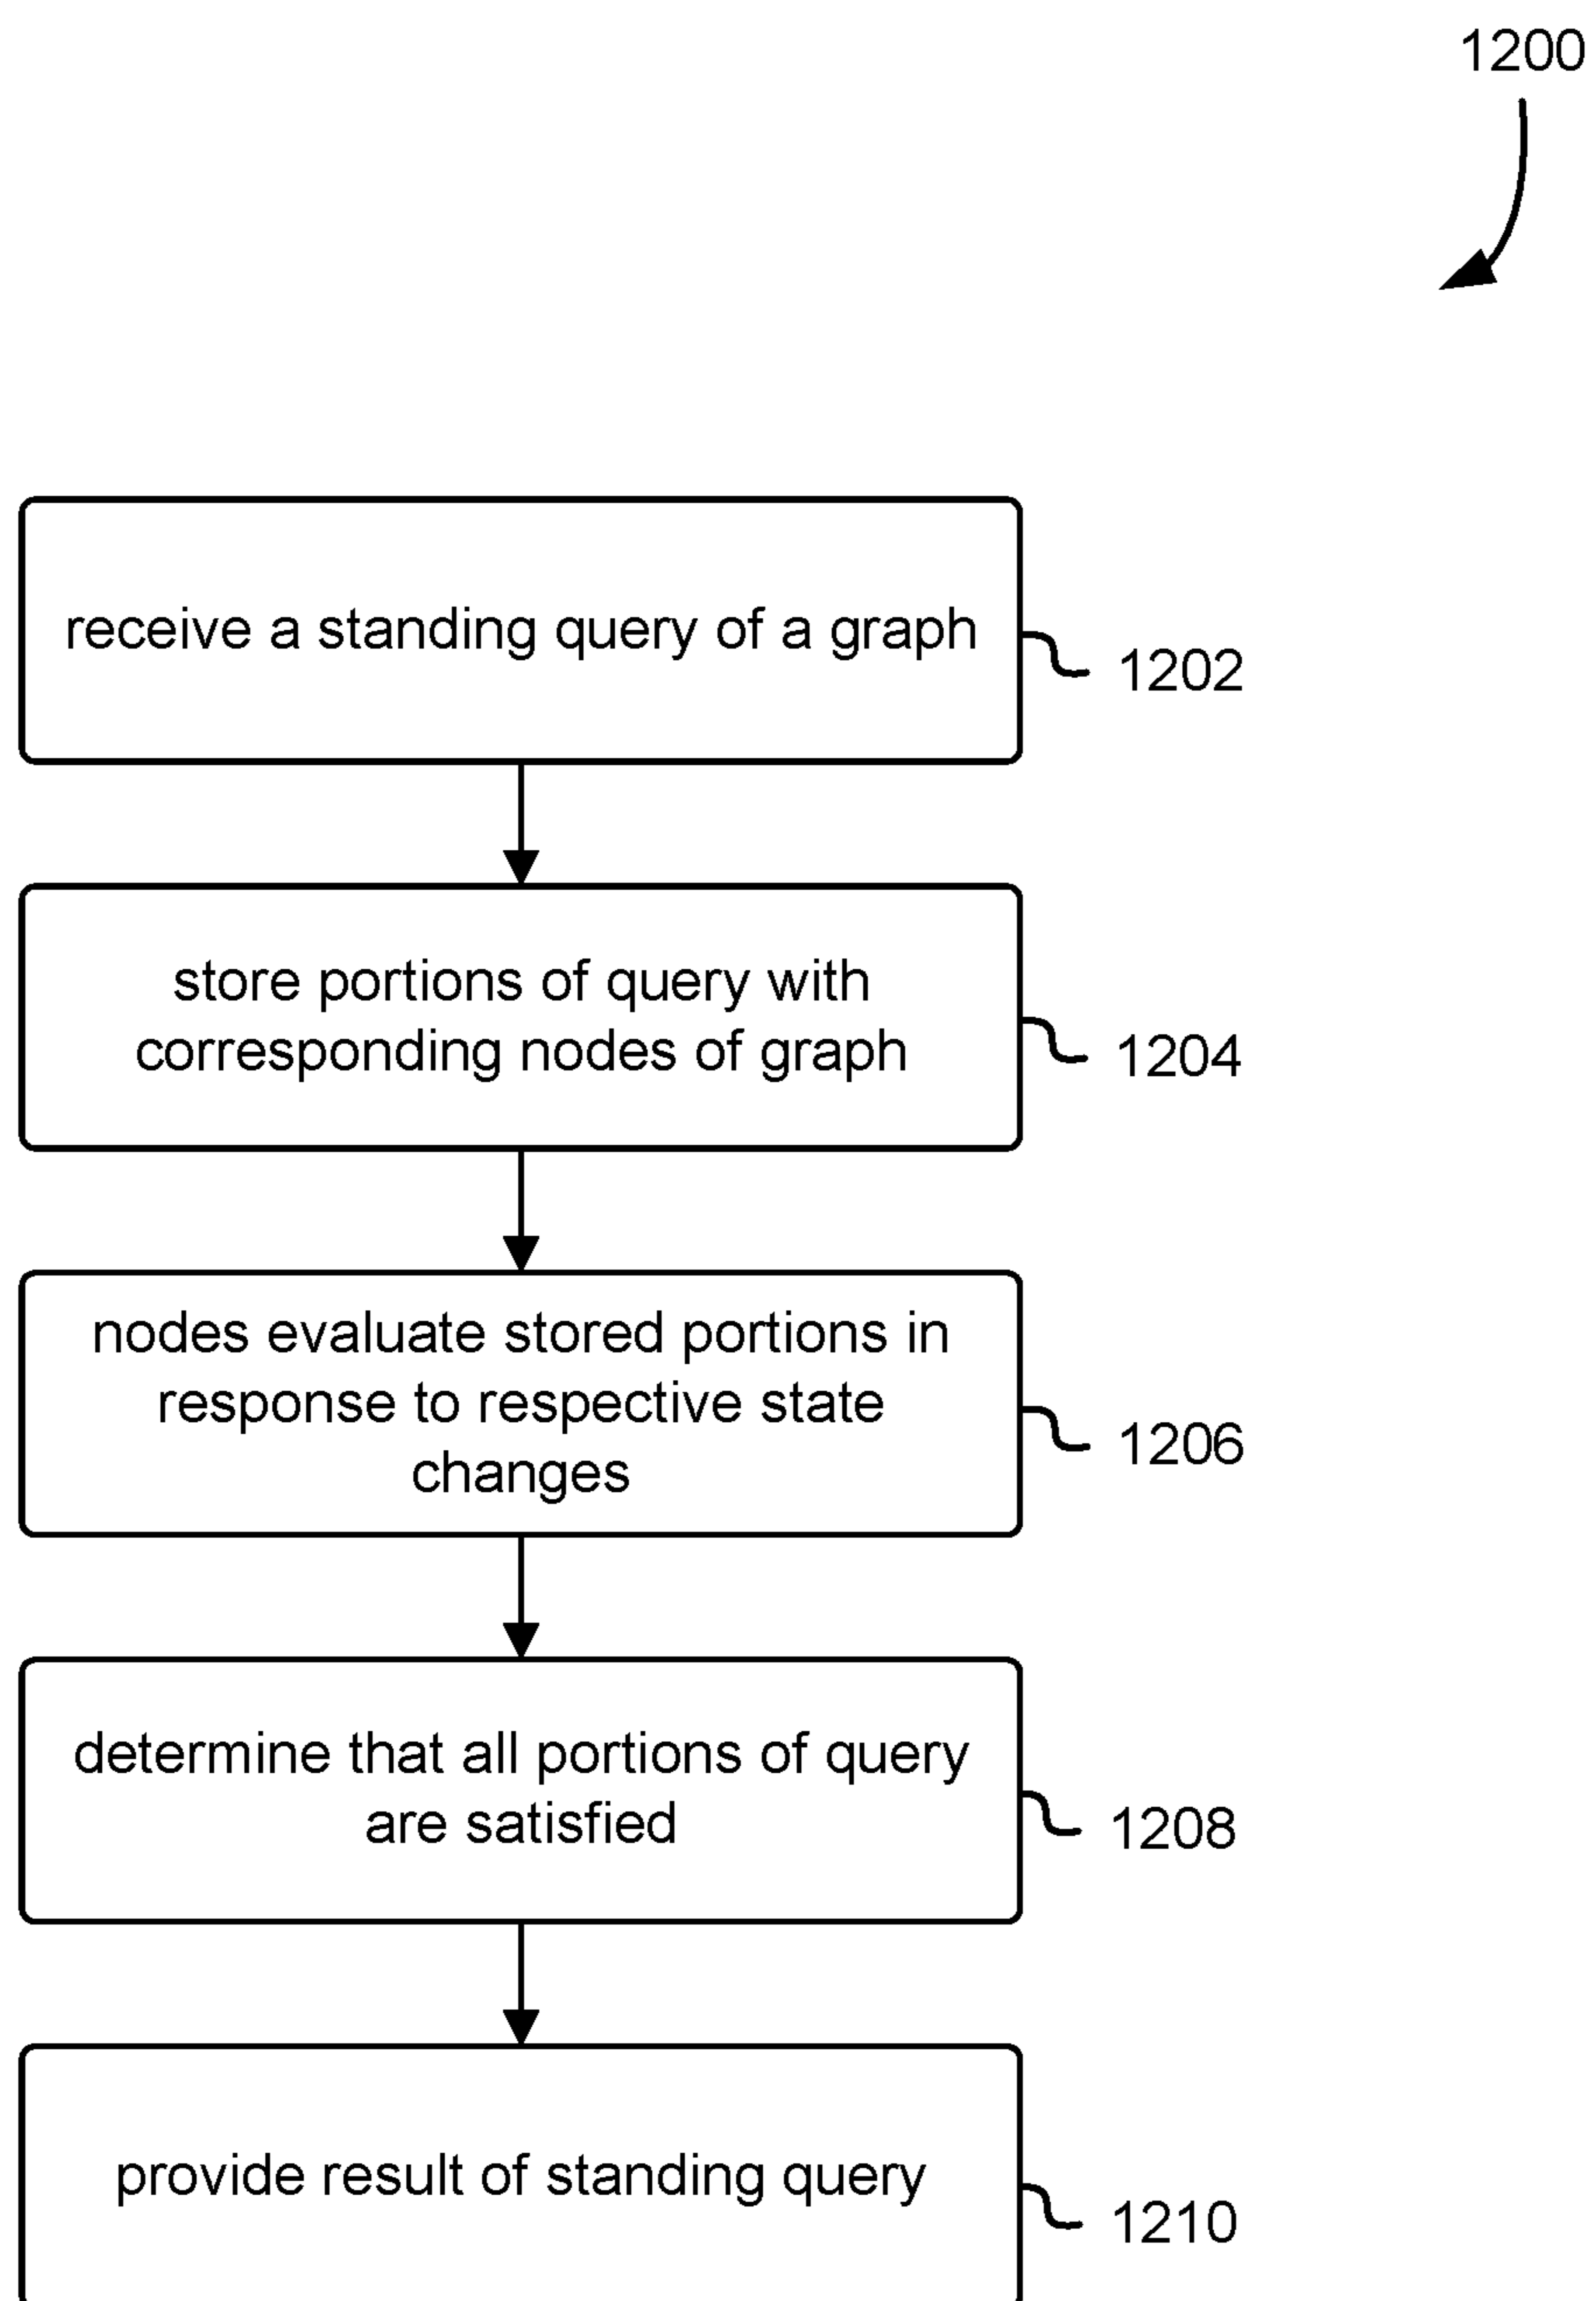 1200
receive a standing query of a graph
1202
store portions of query with
corresponding nodes of graph
1204
nodes evaluate stored portions in
response to respective state
changes
1206
determine that all portions of query
are satisfied
1208
provide result of standing query
1210